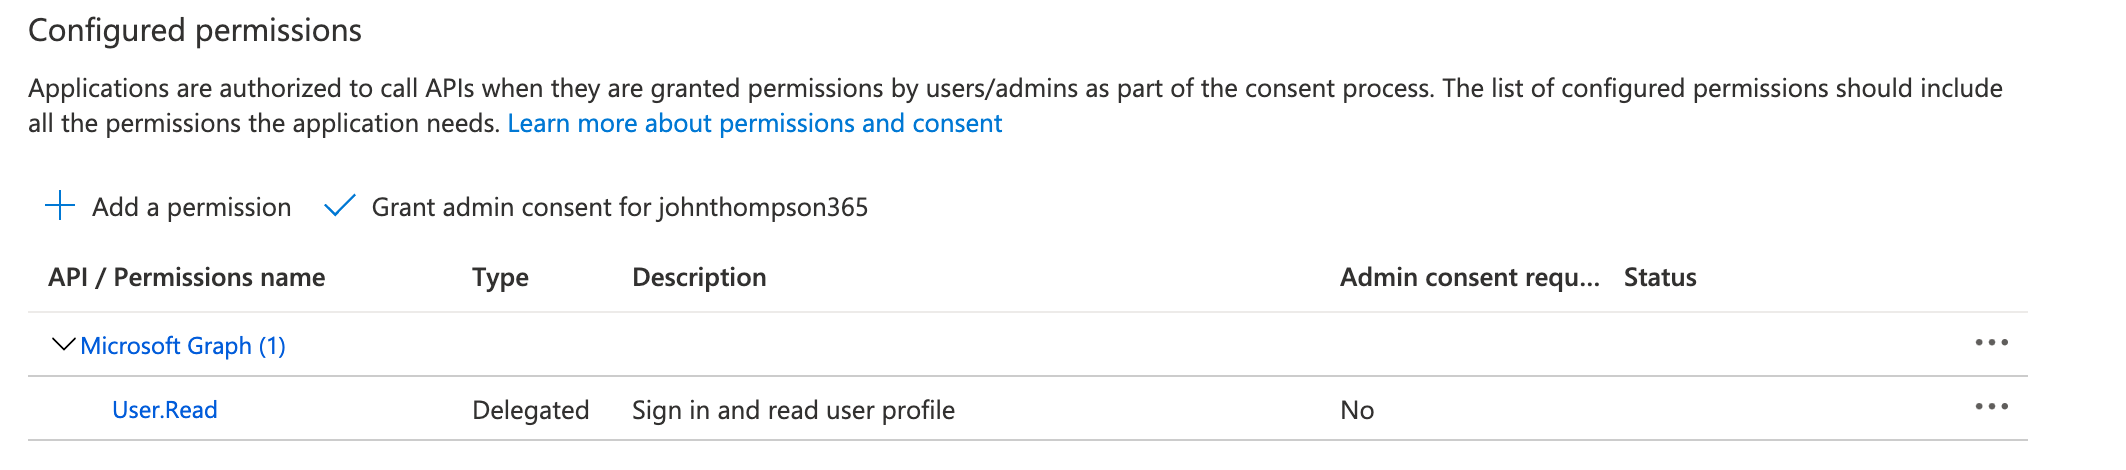 Configured permissions
Applications are authorized to call APIs when they are granted permissions by users/admins as part of the consent process. The list of configured permissions should include
all the permissions the application needs. Learn more about permissions and consent
Add a permission Grant admin consent for johnthompson365
API / Permissions name Type Description Admin consent requ... Status
Microsoft Graph (1)
User.Read Delegated Sign in and read user profile No